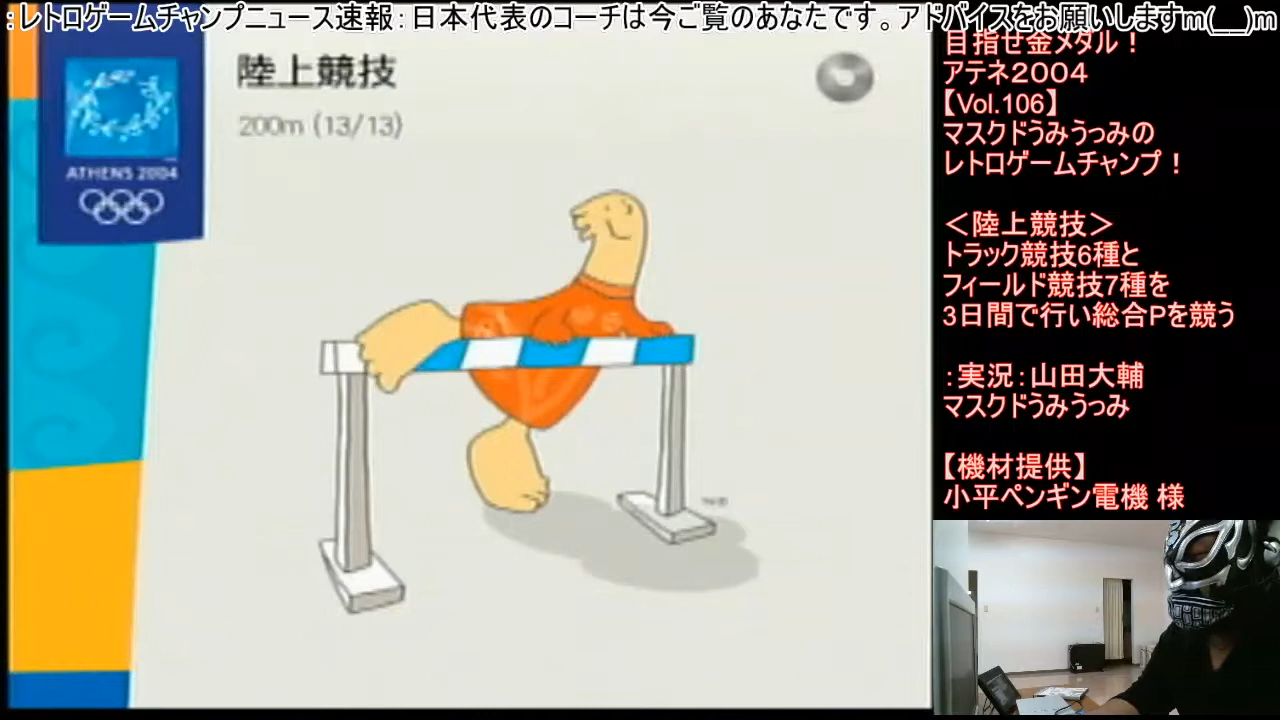 :レトロゲームチャンプニュース速報:日本代表のコーチは今ご覧のあなたです。アドバイスをお願いしますm(__)m
陸上競技
200m (13/13)
ATHENS 2004
目指せ金メダル!
アテネ2004
【Vol.106】
マスクドうみうっみの
レトロゲームチャンプ!
<陸上競技>
トラック競技6種と
フィールド競技7種を
3日間で行い総合Pを競う
:実況:山田大輔
マスクドうみうっみ
【機材提供】
小平ペンギン電機 様